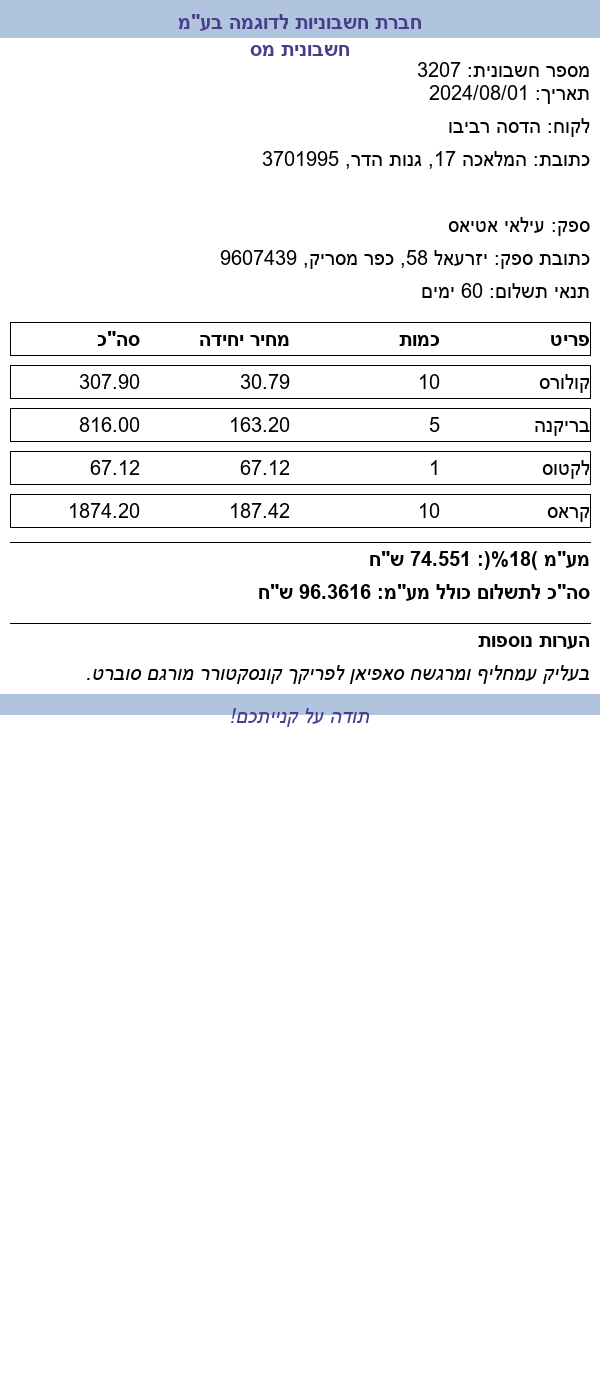 חברת חשבוניות לדוגמה בע"מ
חשבונית מס
מספר חשבונית: 3207
תאריך: 2024/08/01
לקוח: הדסה רביבו
כתובת: המלאכה 17, גנות הדר, 3701995
ספק: עילאי אטיאס
כתובת ספק: יזרעאל 58, כפר מסריק, 9607439
תנאי תשלום: 60 ימים
פריט כמות מחיר יחידה סה"כ
קולורס 10 30.79 307.90
בריקנה 5 163.20 816.00
לקטוס 1 67.12 67.12
קראס 10 187.42 1874.20
מע"מ )18%(: 74.551 ש"ח
סה"כ לתשלום כולל מע"מ: 96.3616 ש"ח
הערות נוספות
בעליק עמחליף ומרגשח סאפיאן לפריקך קונסקטורר מורגם סוברט.
תודה על קנייתכם!